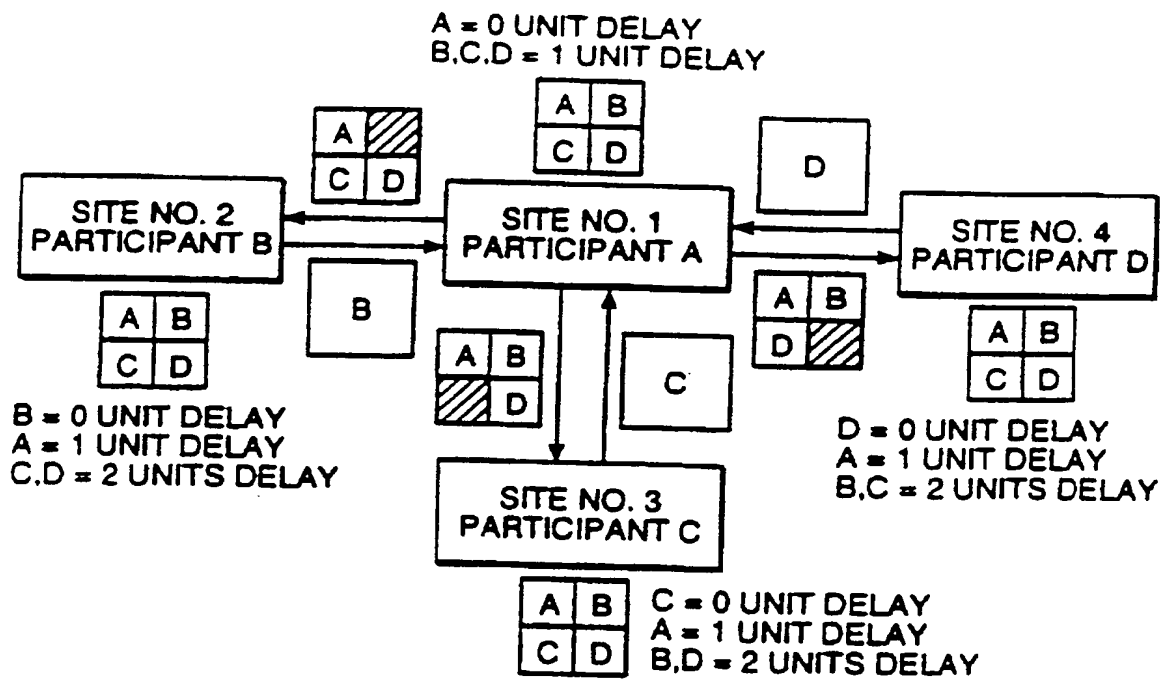 A = 0 UNIT DELAY
B,C,D = 1 UNIT DELAY
A B
C D
A
C D
D
SITE NO. 2
PARTICIPANT B
SITE NO. 1
PARTICIPANT A
SITE NO. 4
PARTICIPANT D
B
A B
D
A B
C D
A B
D
C
A B
C D
B = 0 UNIT DELAY
A = 1 UNIT DELAY
C,D = 2 UNITS DELAY
D = 0 UNIT DELAY
A = 1 UNIT DELAY
B,C = 2 UNITS DELAY
SITE NO. 3
PARTICIPANT C
A B
C D
C = 0 UNIT DELAY
A = 1 UNIT DELAY
B,D = 2 UNITS DELAY